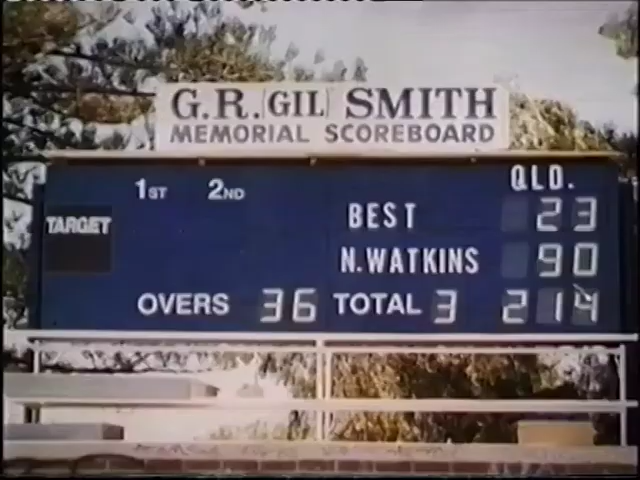 G.R. [GIL] SMITH
MEMORIAL SCOREBOARD
1ST 2ND QLD.
TARGET BEST 23
N.WATKINS 90
OVERS 36 TOTAL 3 214